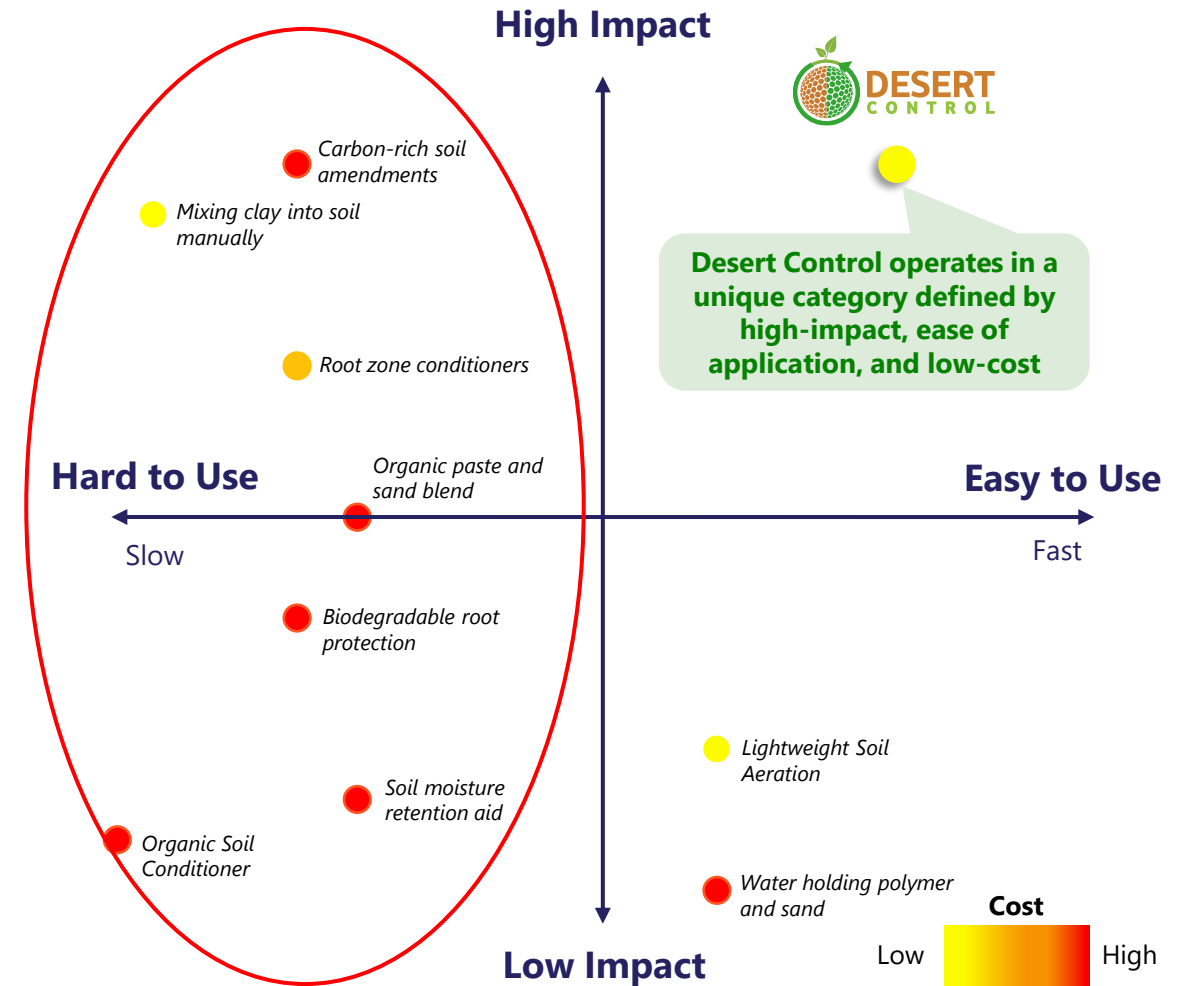 High Impact
DESERT
CONTROL
Carbon-rich soil
amendments
Mixing clay into soil
manually
Desert Control operates in a
unique category defined by
high-impact, ease of
application, and low-cost
Root zone conditioners
Organic paste and
sand blend
Hard to Use
Easy to Use
Slow
Fast
Biodegradable root
protection
Lightweight Soil
Aeration
Soil moisture
retention aid
Organic Soil
Conditioner
Water holding polymer
and sand
Cost
Low
High
Low Impact